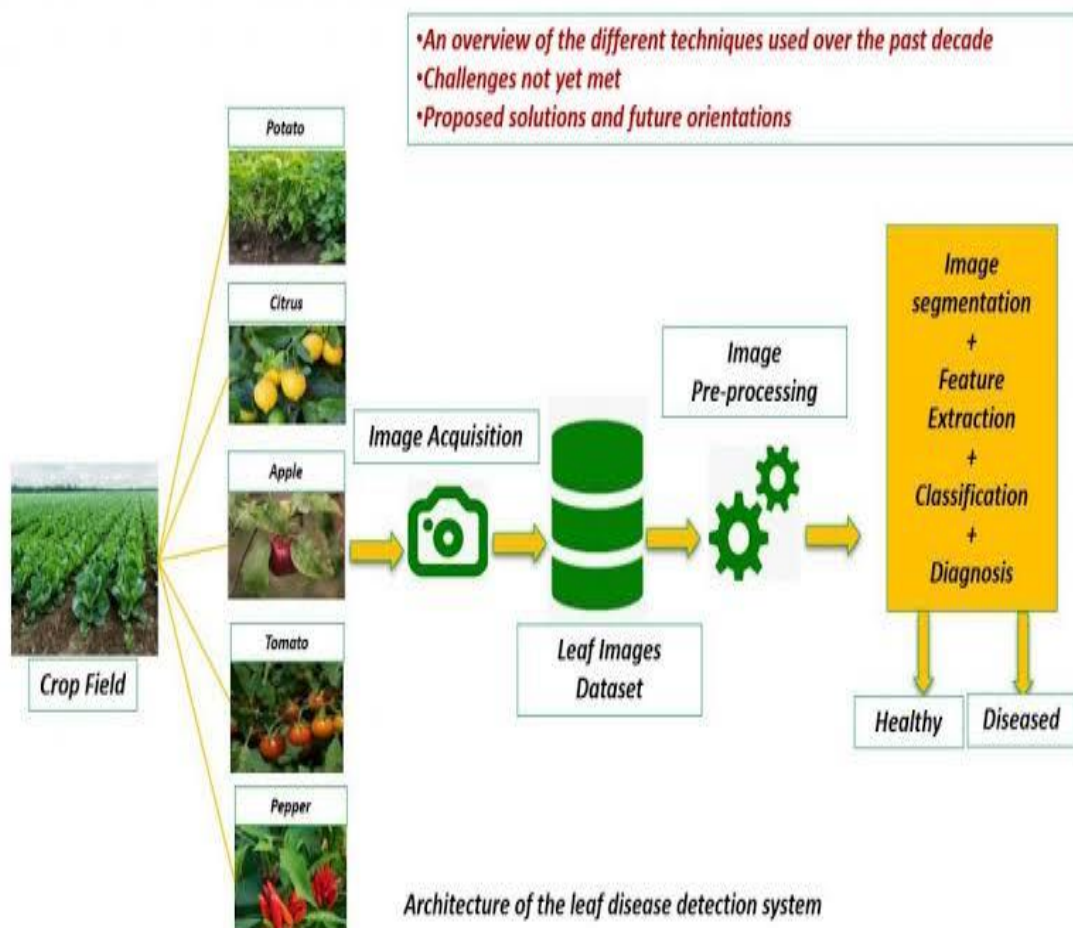 •An overview of the different techniques used over the past decade
•Challenges not yet met
•Proposed solutions and future orientations
Potato
Citrus
Apple
Tomato
Pepper
Crop Field
Image Acquisition
Leaf Images
Dataset
Image
Pre-processing
Image
segmentation
+
Feature
Extraction
+
Classification
+
Diagnosis
Healthy
Diseased
Architecture of the leaf disease detection system